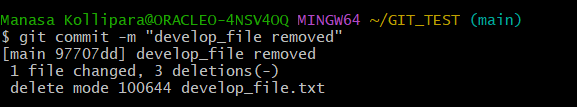 Manasa Kollipara@ORACLEO-4NSV4OQ MINGW64 ~/GIT_TEST (main)
$ git commit -m "develop_file removed"
[main 97707dd] develop_file removed
 1 file changed, 3 deletions(-)
 delete mode 100644 develop_file.txt